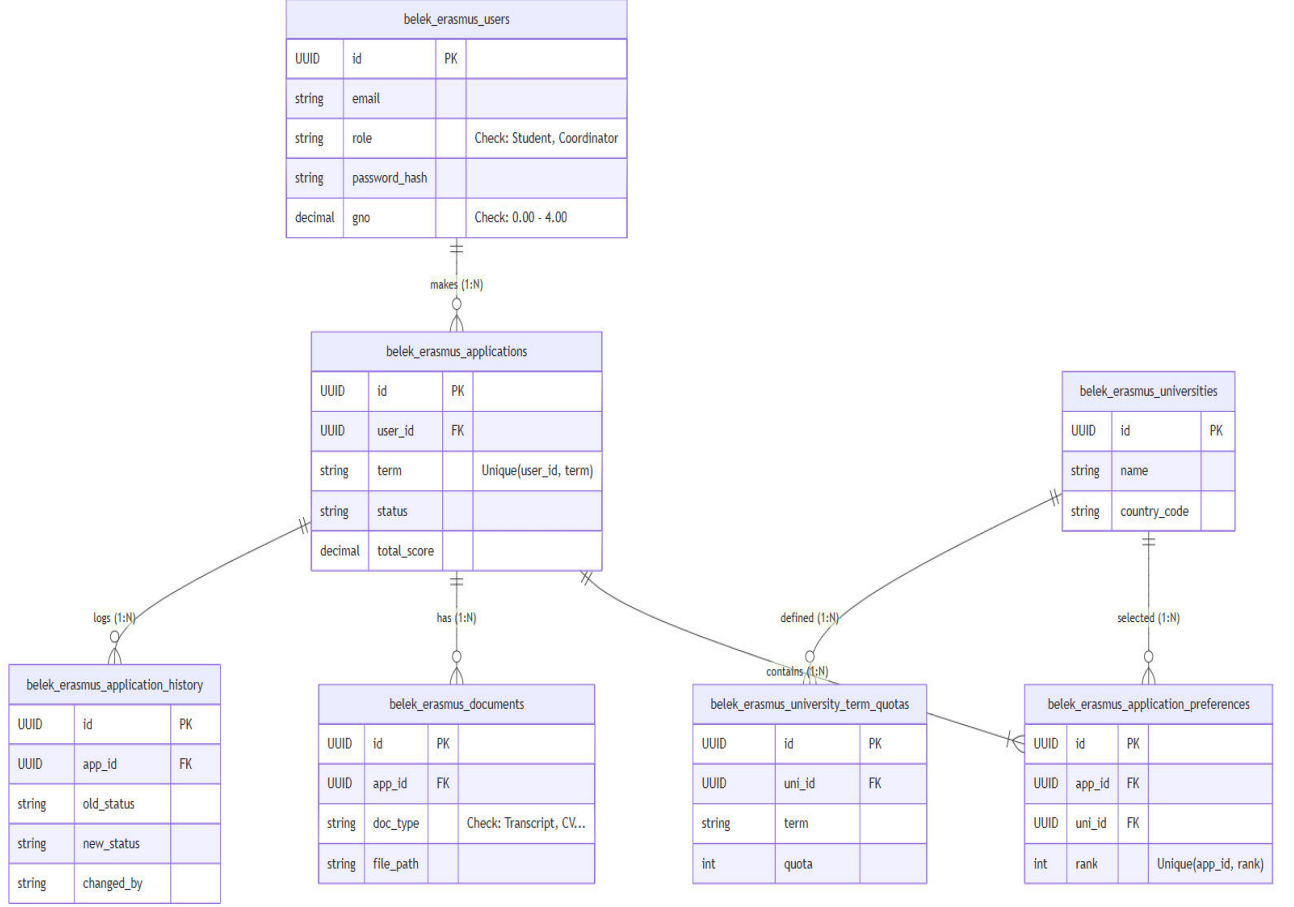 belek_erasmus_users
UUID id PK
string email
string role Check: Student, Coordinator
string password_hash
decimal gno Check: 0.00 - 4.00
makes (1:N)
belek_erasmus_applications
UUID id PK
UUID user_id FK
string term Unique(user_id, term)
string status
decimal total_score
belek_erasmus_universities
UUID id PK
string name
string country_code
logs (1:N)
has (1:N)
defined (1:N)
selected (1:N)
contains (1:N)
belek_erasmus_application_history
UUID id PK
UUID app_id FK
string old_status
string new_status
string changed_by
belek_erasmus_documents
UUID id PK
UUID app_id FK
string doc_type Check: Transcript, CV...
string file_path
belek_erasmus_university_term_quotas
UUID id PK
UUID uni_id FK
string term
int quota
belek_erasmus_application_preferences
UUID id PK
UUID app_id FK
UUID uni_id FK
int rank Unique(app_id, rank)